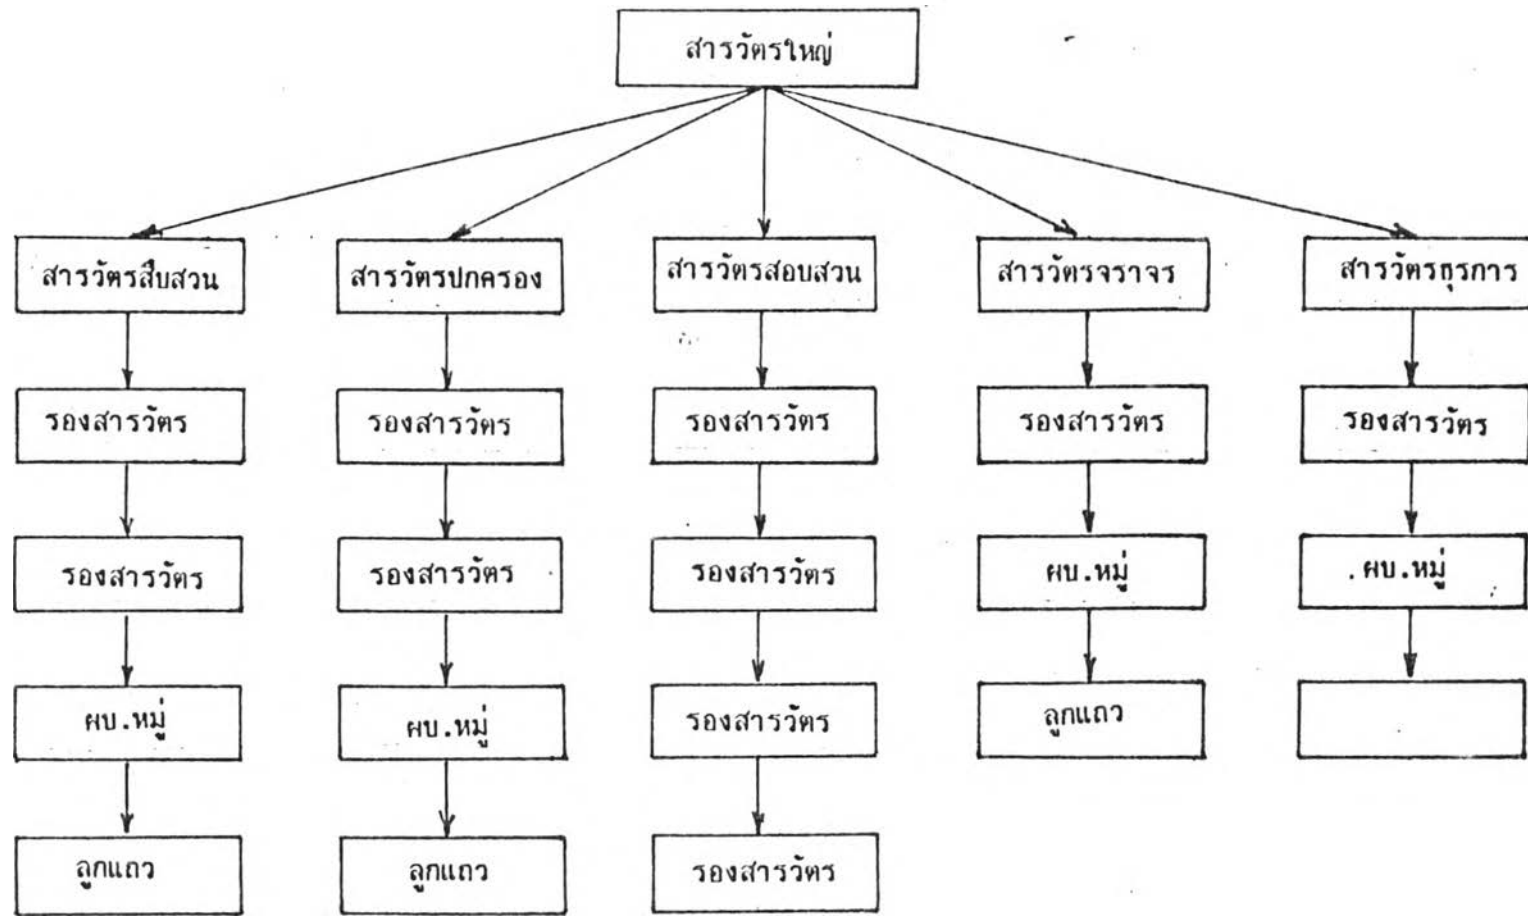 สารวัตรใหญ่
สารวัตรสืบสวน สารวัตรปกครอง สารวัตรสอบสวน สารวัตรจราจร สารวัตรธุรการ
รองสารวัตร รองสารวัตร รองสารวัตร รองสารวัตร รองสารวัตร
รองสารวัตร รองสารวัตร รองสารวัตร ผบ.หมู่ ผบ.หมู่
ผบ.หมู่ ผบ.หมู่ รองสารวัตร ลูกแถว
ลูกแถว ลูกแถว รองสารวัตร